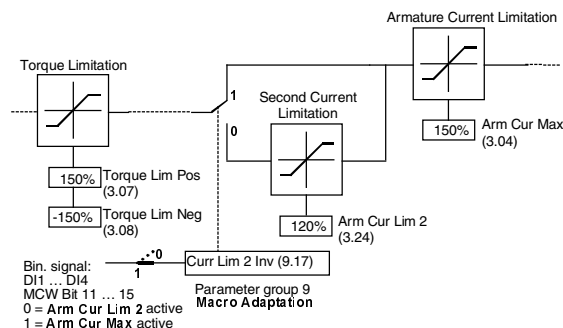 Armature Current Limitation
Torque Limitation
1
Second Current
Limitation
0
150%
Arm Cur Max
(3.04)
150%
Torque Lim Pos
(3.07)
-150%
Torque Lim Neg
(3.08)
120%
Arm Cur Lim 2
(3.24)
0
1
Curr Lim 2 Inv (9.17)
Parameter group 9
Macro Adaptation
Bin. signal:
DI1 ... DI4
MCW Bit 11 ... 15
0 = Arm Cur Lim 2 active
1 = Arm Cur Max active